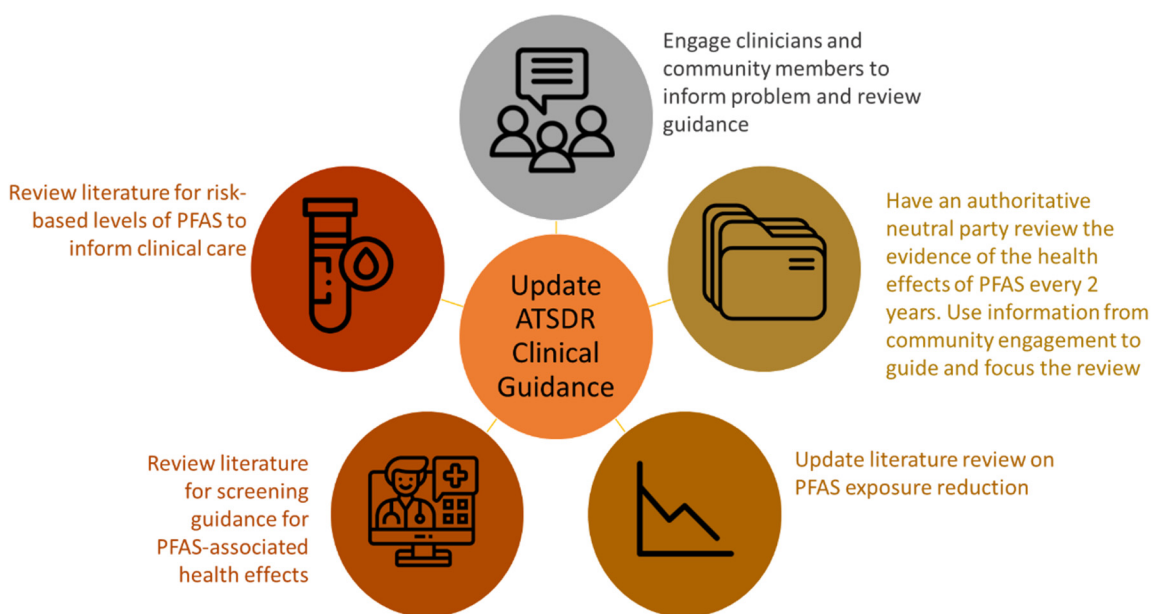 Engage clinicians and
community members to
inform problem and review
guidance
Review literature for risk-
based levels of PFAS to
inform clinical care
Have an authoritative
neutral party review the
evidence of the health
effects of PFAS every 2
years. Use information from
community engagement to
guide and focus the review
Update
ATSDR
Clinical
Guidance
Review literature
for screening
guidance for
PFAS-associated
health effects
Update literature review on
PFAS exposure reduction